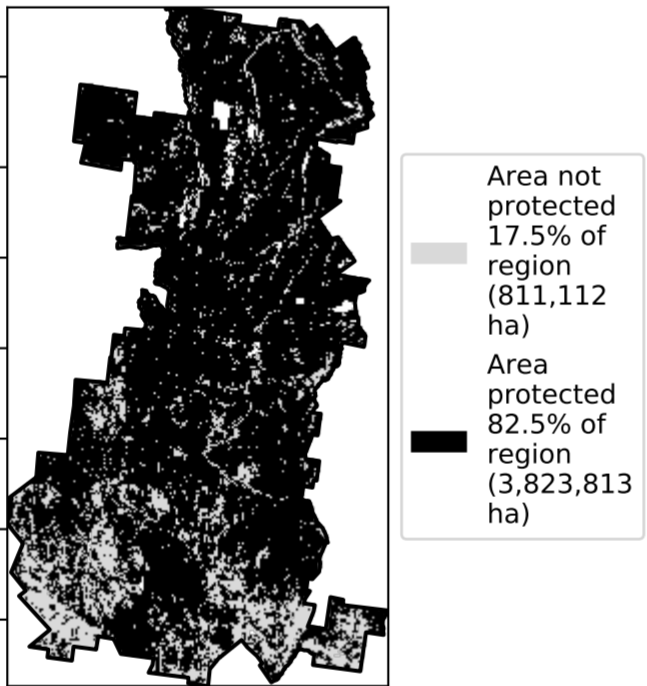 Area not
protected
17.5% of
region
(811,112
ha)
Area
protected
82.5% of
region
(3,823,813
ha)